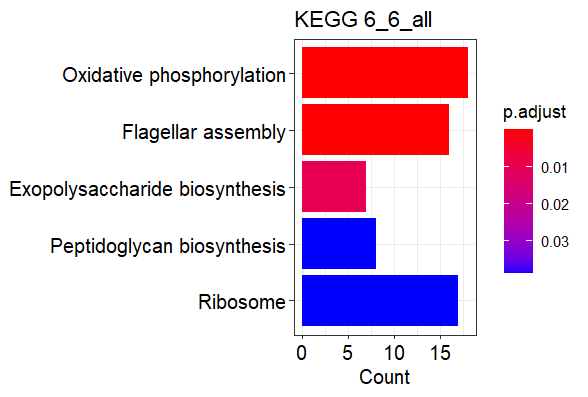 KEGG 6_6_all
Oxidative phosphorylation
Flagellar assembly
Exopolysaccharide biosynthesis
Peptidoglycan biosynthesis
Ribosome
0 5 10 15
Count
p.adjust
0.01
0.02
0.03